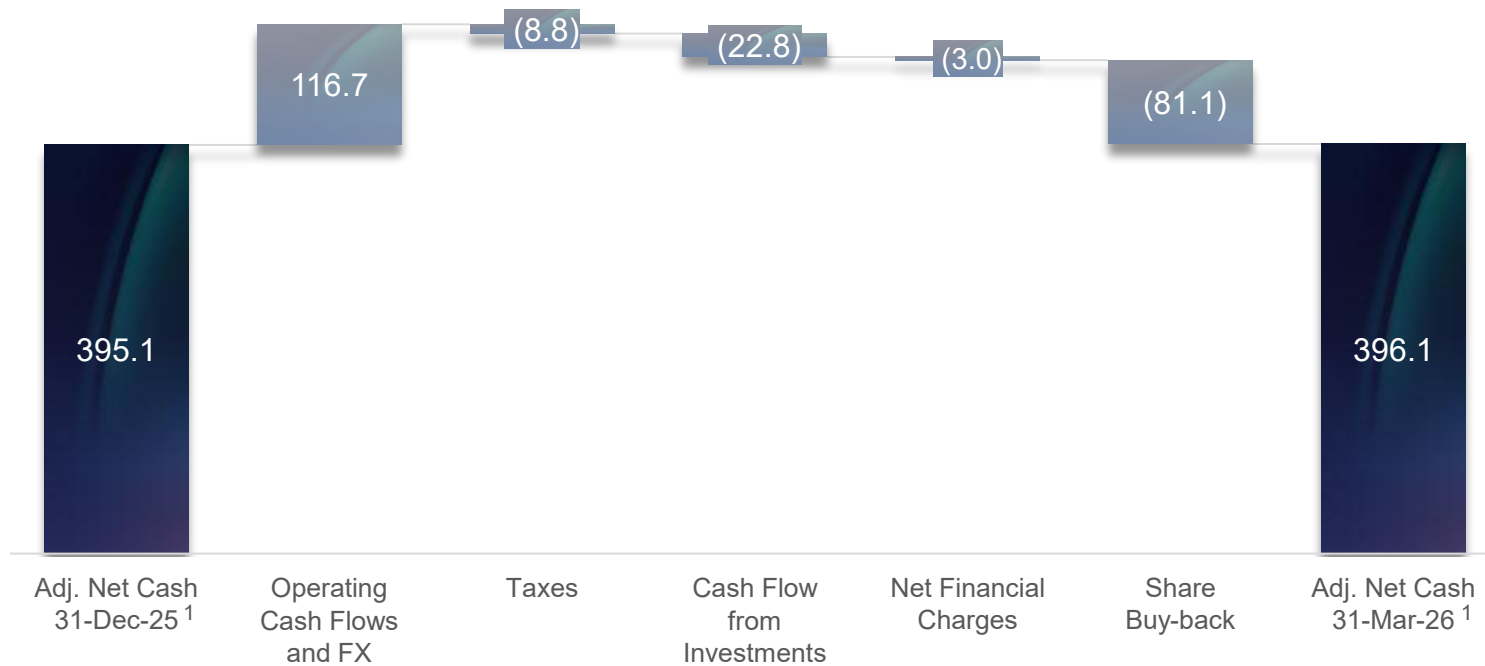 116.7
(8.8)
(22.8)
(3.0)
(81.1)
395.1
396.1
Adj. Net Cash
31-Dec-25 1
Operating
Cash Flows
and FX
Taxes
Cash Flow
from
Investments
Net Financial
Charges
Share
Buy-back
Adj. Net Cash
31-Mar-26 1